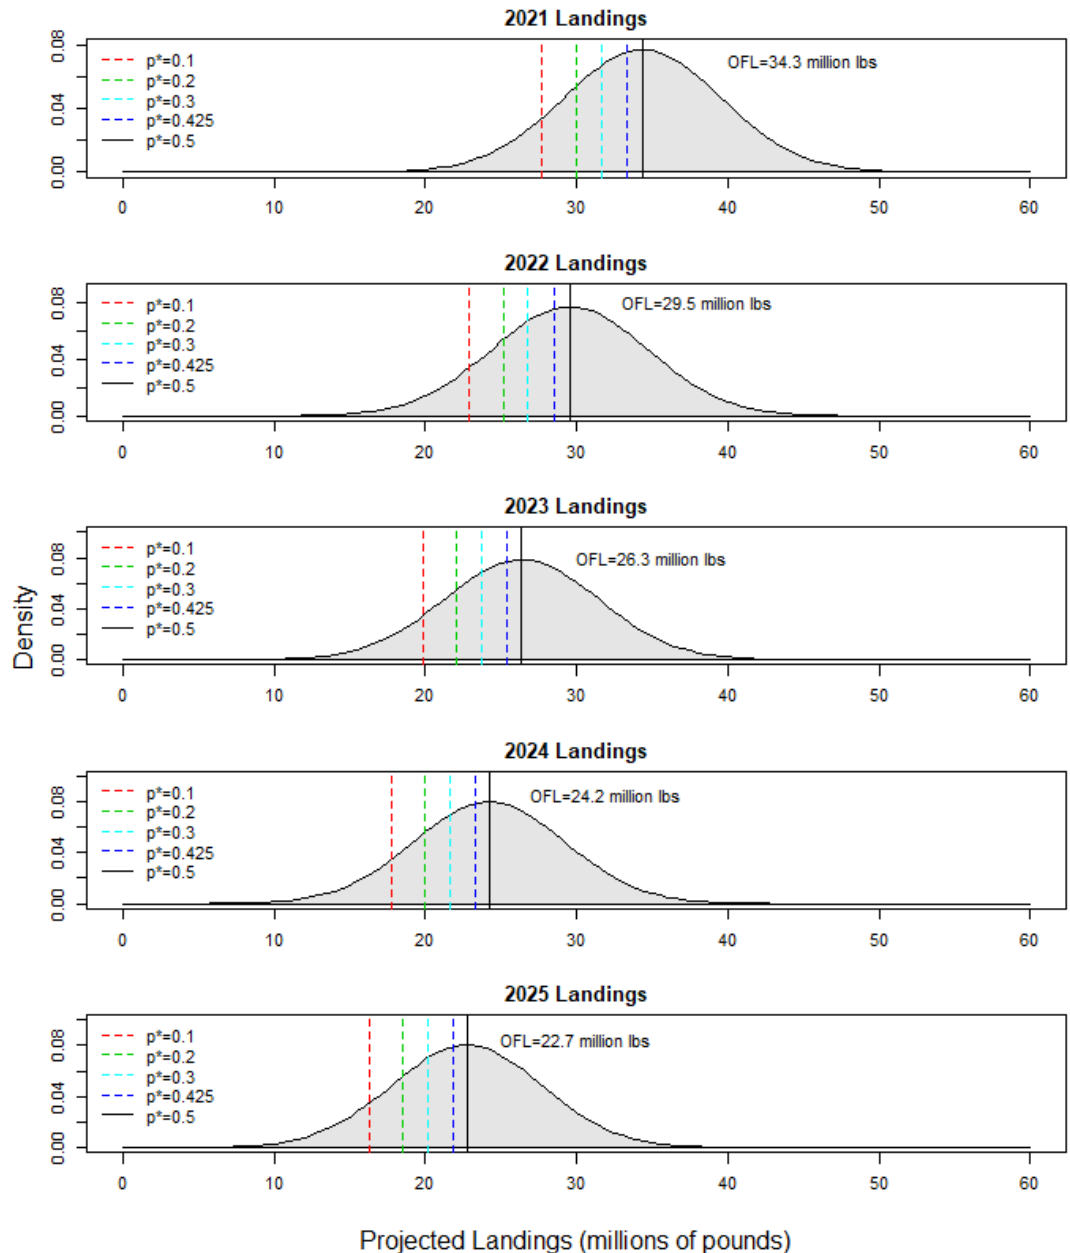 2021 Landings
0.08
0.04
0.00
p*=0.1
p*=0.2
p*=0.3
p*=0.425
p*=0.5
OFL=34.3 million lbs
0 10 20 30 40 50 60
2022 Landings
0.08
0.04
0.00
p*=0.1
p*=0.2
p*=0.3
p*=0.425
p*=0.5
OFL=29.5 million lbs
0 10 20 30 40 50 60
2023 Landings
0.08
0.04
0.00
p*=0.1
p*=0.2
p*=0.3
p*=0.425
p*=0.5
OFL=26.3 million lbs
0 10 20 30 40 50 60
Density
2024 Landings
0.08
0.04
0.00
p*=0.1
p*=0.2
p*=0.3
p*=0.425
p*=0.5
OFL=24.2 million lbs
0 10 20 30 40 50 60
2025 Landings
0.08
0.04
0.00
p*=0.1
p*=0.2
p*=0.3
p*=0.425
p*=0.5
OFL=22.7 million lbs
0 10 20 30 40 50 60
Projected Landings (millions of pounds)